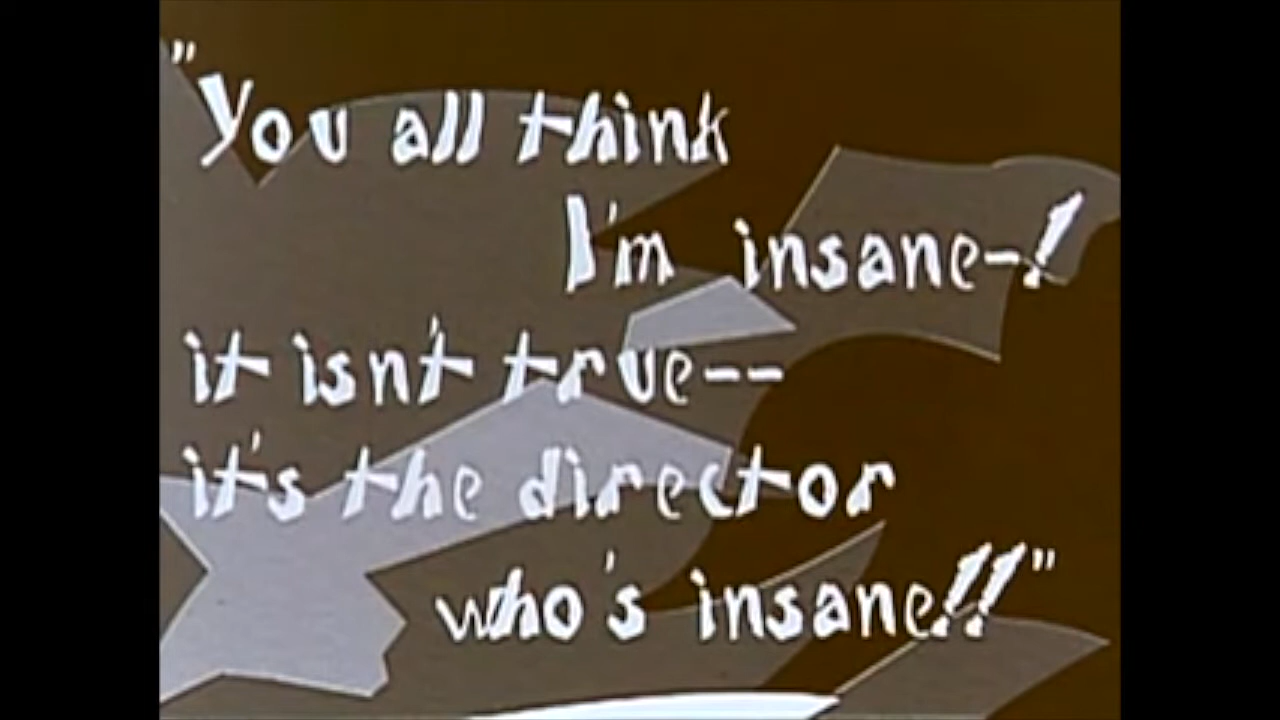 "You all think
I'm insane-!
it isn't true--
it's the director
who's insane!!"